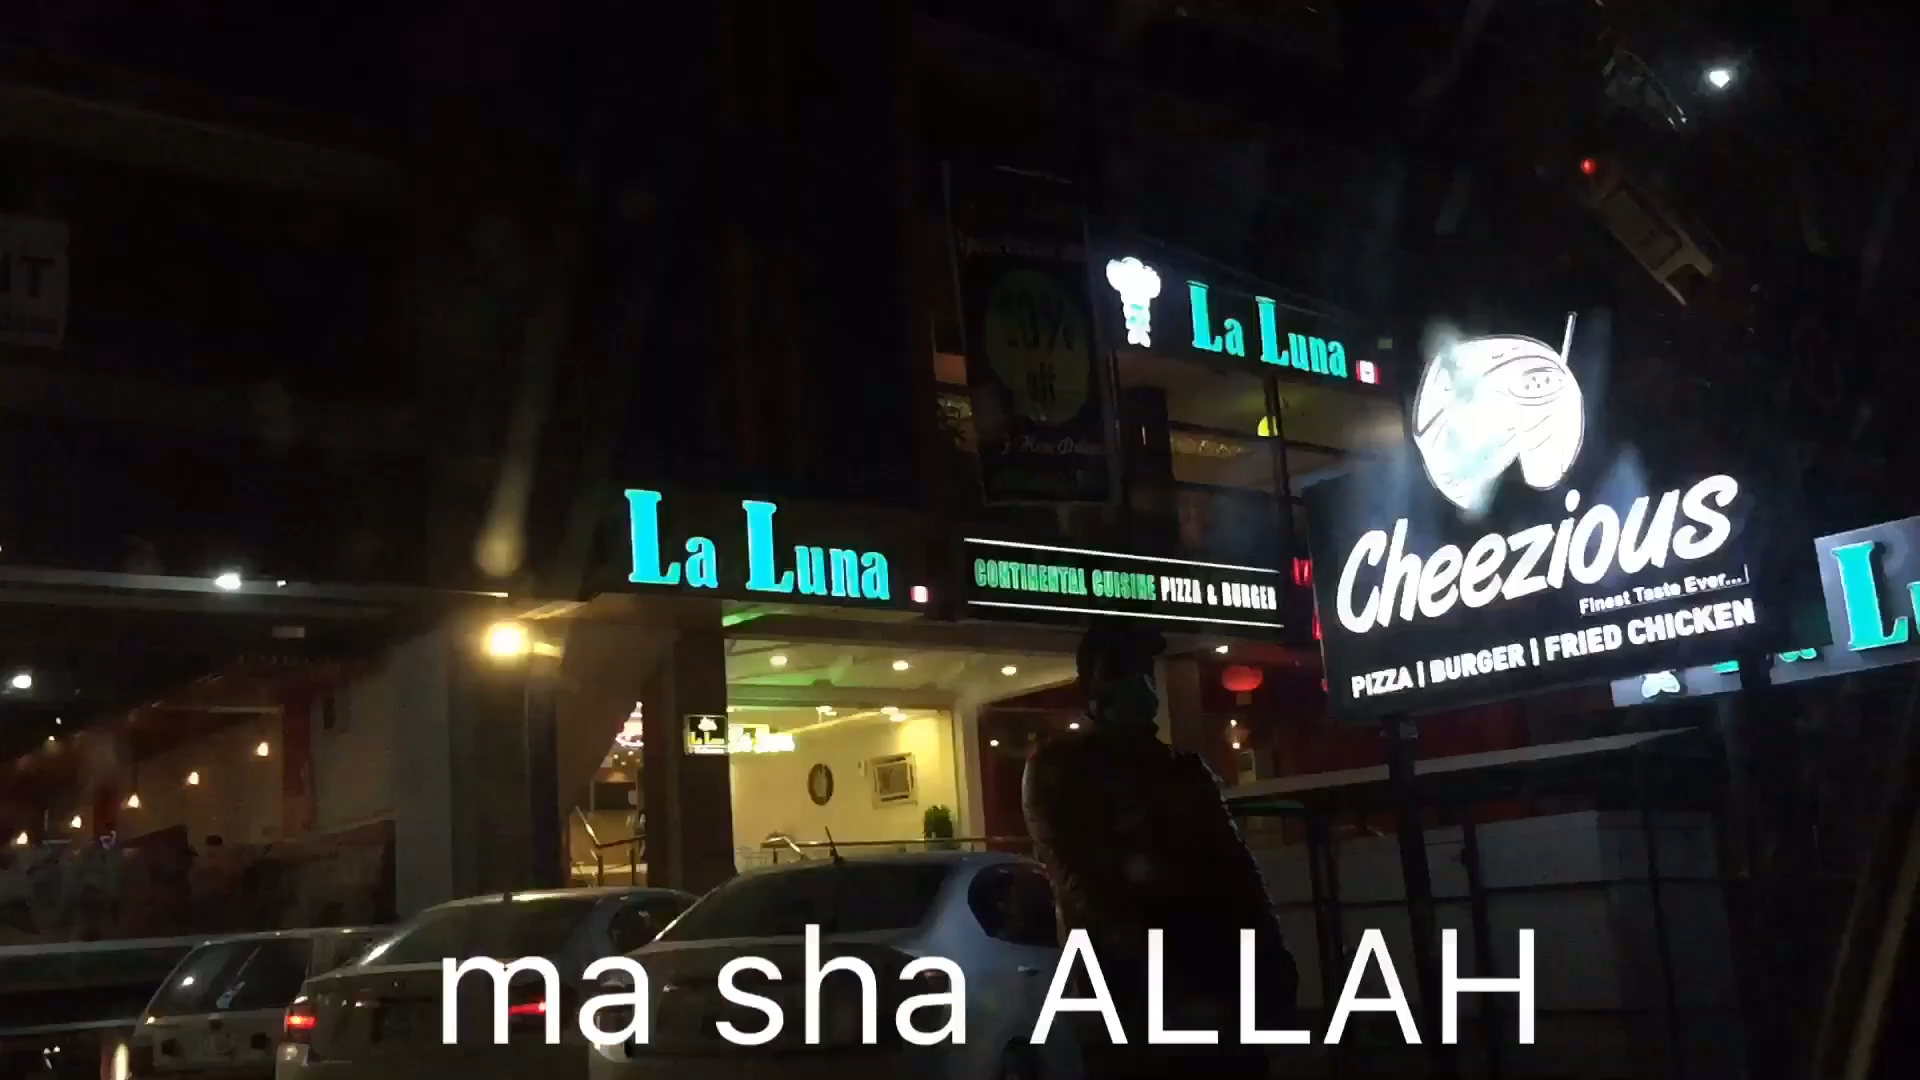 La Luna
La Luna
CONTINENTAL CUISINE PIZZA & BURGER
Cheezious
Finest Taste Ever...
PIZZA | BURGER | FRIED CHICKEN
ma sha ALLAH